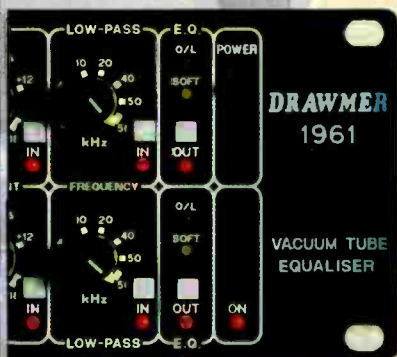 LOW-PASS E.Q.
O/L POWER
10 20 40 50
SOFT
+12
kHz
IN IN OUT
DRAWMER
1961
FREQUENCY
O/L
10 20 40 50
SOFT
+12
kHz
IN IN OUT ON
LOW-PASS E.Q.
VACUUM TUBE
EQUALISER